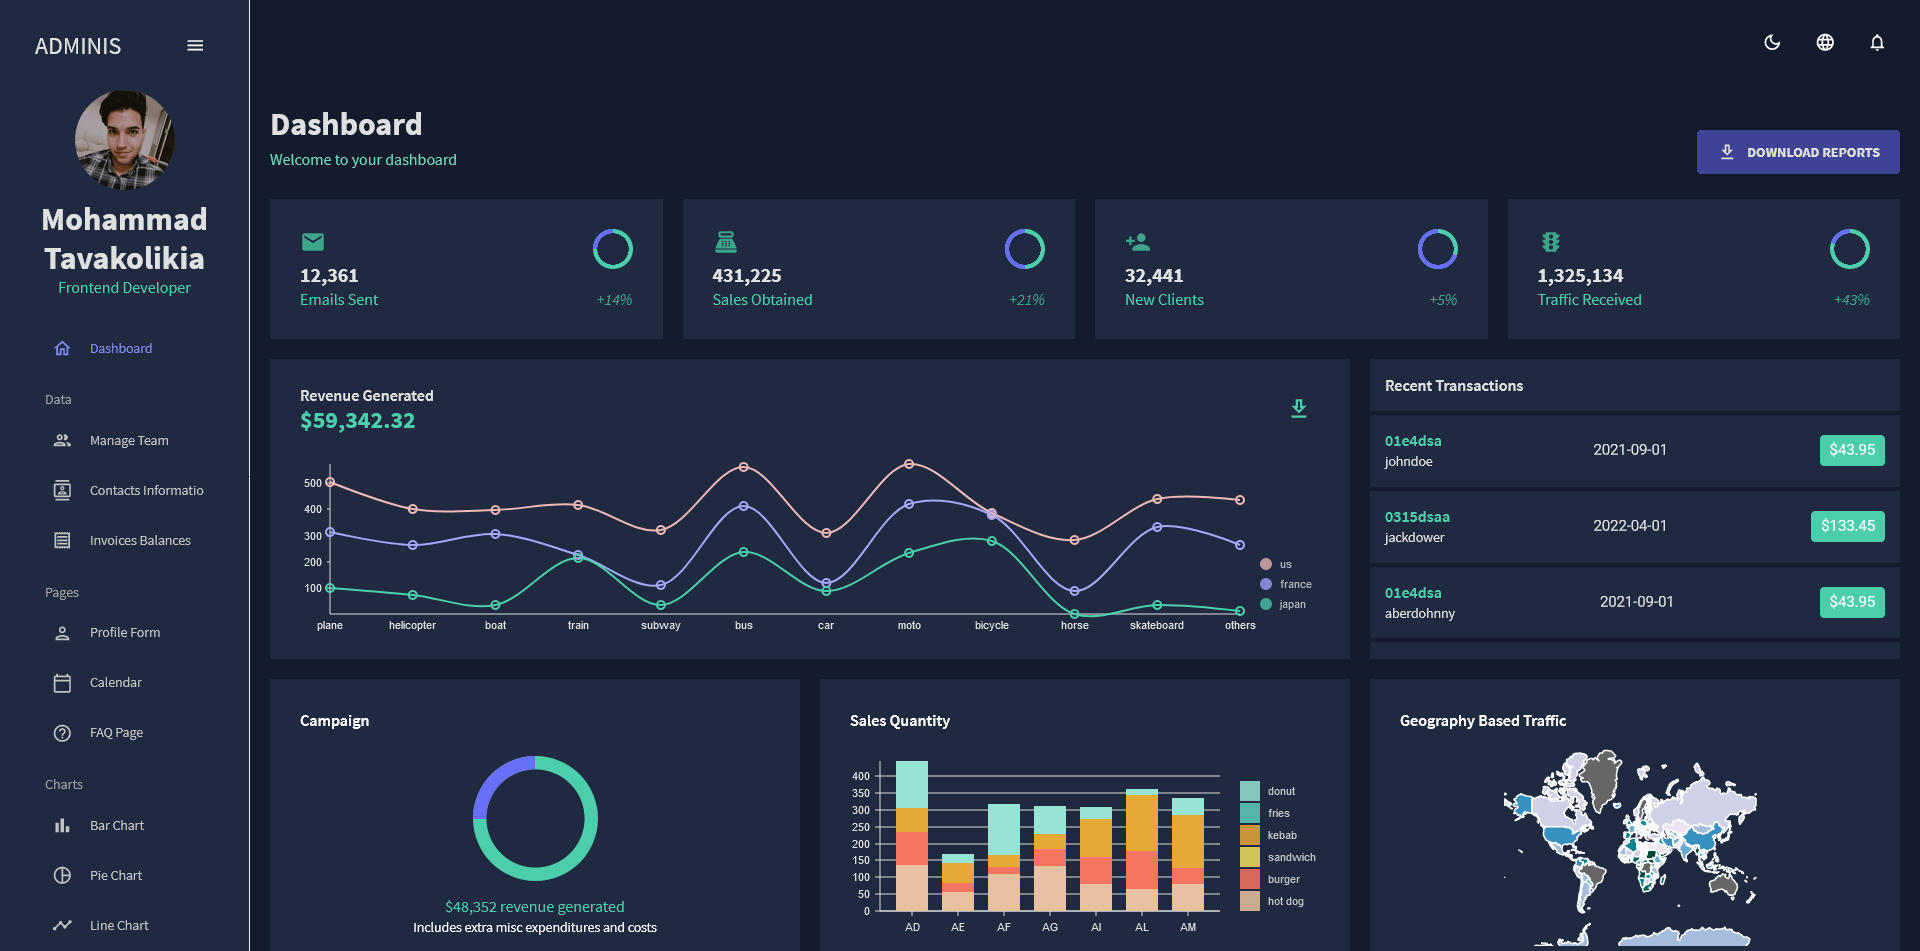 ADMINIS
Mohammad
Tavakolikia
Frontend Developer
Dashboard
Data
Manage Team
Contacts Informatio
Invoices Balances
Pages
Profile Form
Calendar
FAQ Page
Charts
Bar Chart
Pie Chart
Line Chart
Dashboard
Welcome to your dashboard
DOWNLOAD REPORTS
12,361
Emails Sent
+14%
431,225
Sales Obtained
+21%
32,441
New Clients
+5%
1,325,134
Traffic Received
+43%
Revenue Generated
$59,342.32
500
400
300
200
100
plane helicopter boat train subway bus car moto bicycle horse skateboard others
us
france
japan
Recent Transactions
01e4dsa
johndoe
2021-09-01
$43.95
0315dsaa
jackdower
2022-04-01
$133.45
01e4dsa
aberdohnny
2021-09-01
$43.95
Campaign
$48,352 revenue generated
Includes extra misc expenditures and costs
Sales Quantity
400
350
300
250
200
150
100
50
0
AD AE AF AG AI AL AM
donut
fries
kebab
sandwich
burger
hot dog
Geography Based Traffic